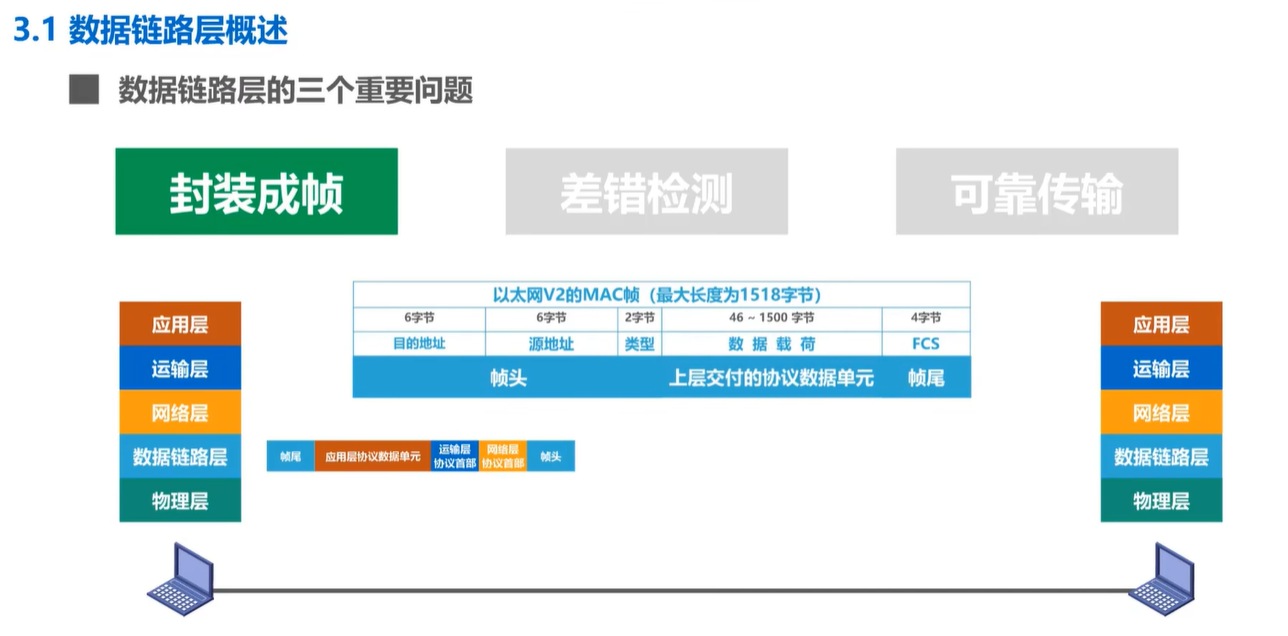 3.1 数据链路层概述
数据链路层的三个重要问题
封装成帧
差错检测
可靠传输
以太网V2的MAC帧（最大长度为1518字节）
6字节 6字节 2字节 46 ~ 1500 字节 4字节
目的地址 源地址 类型 数 据 载 荷 FCS
帧头 上层交付的协议数据单元 帧尾
应用层
运输层
网络层
数据链路层
物理层
帧尾 应用层协议数据单元 运输层协议首部 网络层协议首部 帧头
应用层
运输层
网络层
数据链路层
物理层